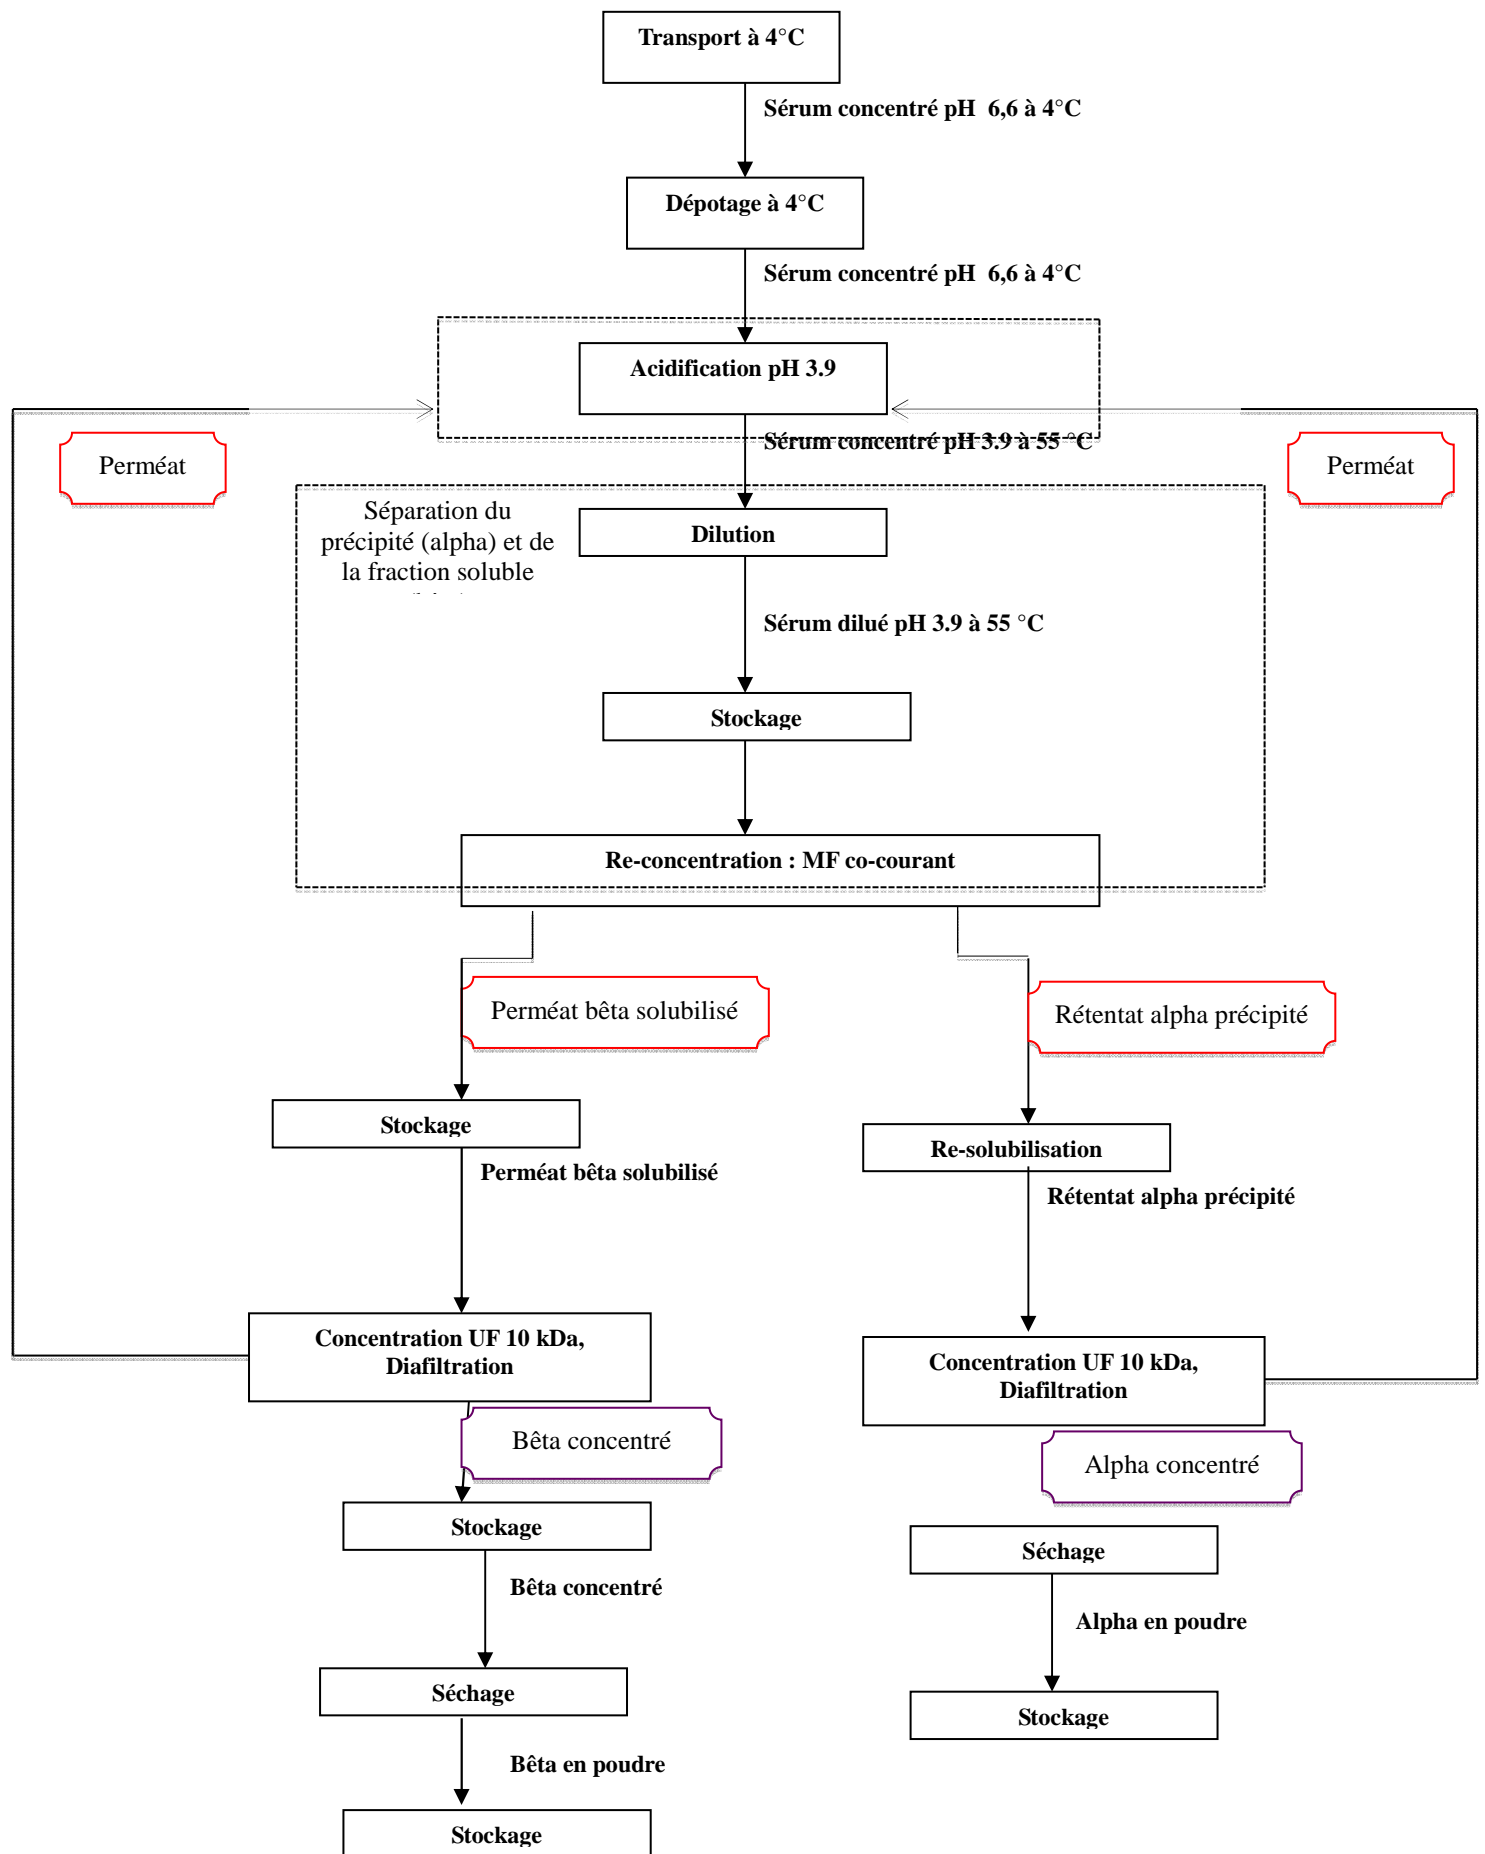 Transport à 4°C
Sérum concentré pH 6,6 à 4°C
Dépotage à 4°C
Sérum concentré pH 6,6 à 4°C
Acidification pH 3.9
Sérum concentré pH 3.9 à 55 °C
Perméat
Perméat
Séparation du
précipité (alpha) et de
la fraction soluble
Dilution
Sérum dilué pH 3.9 à 55 °C
Stockage
Re-concentration : MF co-courant
Perméat bêta solubilisé
Rétentat alpha précipité
Stockage
Perméat bêta solubilisé
Re-solubilisation
Rétentat alpha précipité
Concentration UF 10 kDa,
Diafiltration
Concentration UF 10 kDa,
Diafiltration
Bêta concentré
Alpha concentré
Stockage
Bêta concentré
Séchage
Alpha en poudre
Séchage
Stockage
Bêta en poudre
Stockage